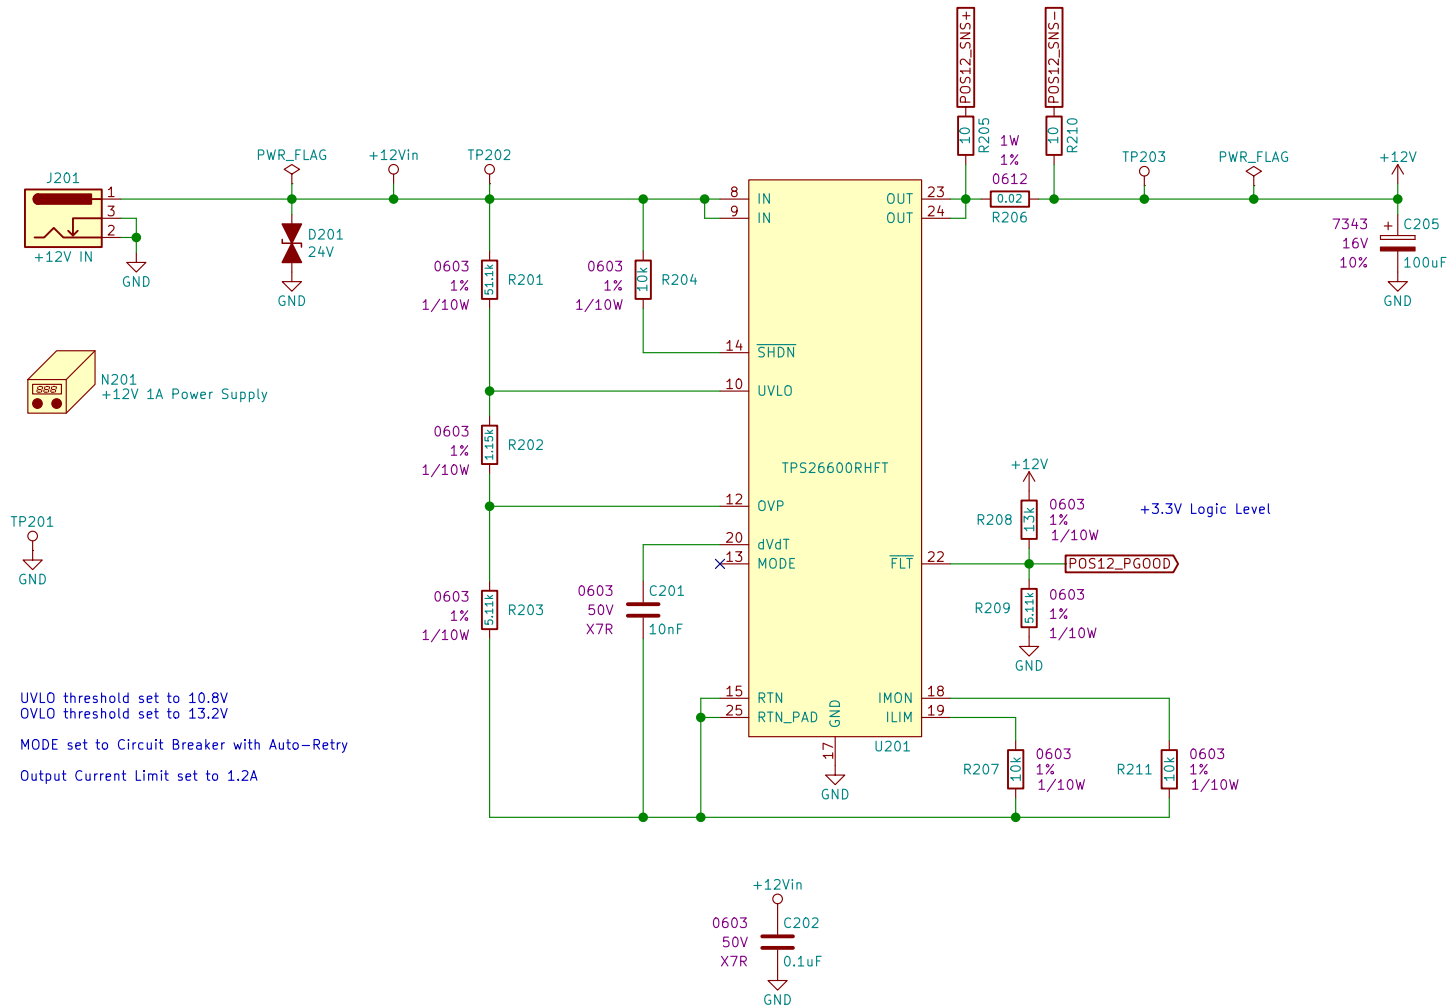 POS12_SNS+
POS12_SNS-
10
R205
10
R210
1W
1%
0612
0.02
R206
PWR_FLAG
+12Vin
TP202
TP203
PWR_FLAG
+12V
J201
1
3
2
+12V IN
GND
D201
24V
GND
0603
1%
1/10W
51.1k
R201
0603
1%
1/10W
10k
R204
8
IN
9
IN
OUT
23
OUT
24
7343
16V
10%
+
C205
100uF
GND
14
SHDN
10
UVLO
N201
+12V 1A Power Supply
0603
1%
1/10W
1.15k
R202
TPS26600RHFT
12
OVP
20
dVdT
13
MODE
FLT
22
+12V
R208
13k
0603
1%
1/10W
+3.3V Logic Level
POS12_PGOOD
R209
5.11k
0603
1%
1/10W
GND
TP201
GND
0603
1%
1/10W
5.11k
R203
0603
50V
X7R
C201
10nF
15
RTN
25
RTN_PAD
GND
17
GND
IMON
18
ILIM
19
U201
R207
10k
0603
1%
1/10W
R211
10k
0603
1%
1/10W
UVLO threshold set to 10.8V
OVLO threshold set to 13.2V
MODE set to Circuit Breaker with Auto-Retry
Output Current Limit set to 1.2A
+12Vin
0603
50V
X7R
C202
0.1uF
GND